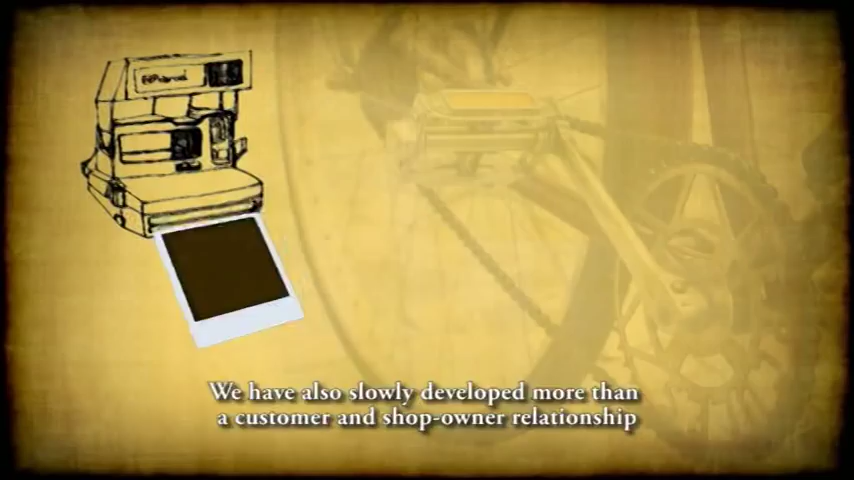 We have also slowly developed more than
a customer and shop-owner relationship